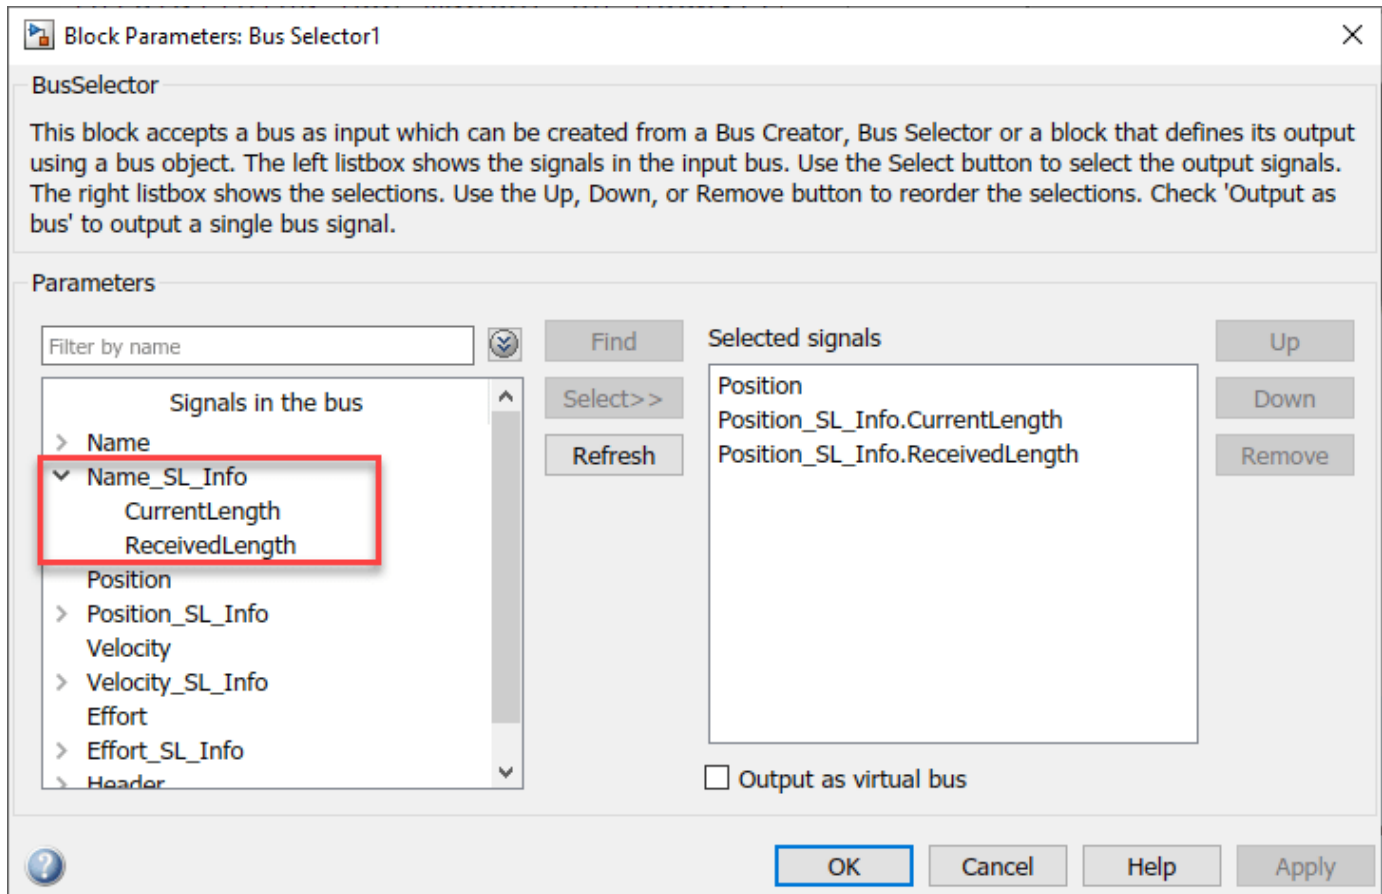 Block Parameters: Bus Selector1
BusSelector
This block accepts a bus as input which can be created from a Bus Creator, Bus Selector or a block that defines its output
using a bus object. The left listbox shows the signals in the input bus. Use the Select button to select the output signals.
The right listbox shows the selections. Use the Up, Down, or Remove button to reorder the selections. Check 'Output as
bus' to output a single bus signal.
Parameters
Filter by name
Signals in the bus
Name
Name_SL_Info
CurrentLength
ReceivedLength
Position
Position_SL_Info
Velocity
Velocity_SL_Info
Effort
Effort_SL_Info
Header
Find
Select>>
Refresh
Selected signals
Position
Position_SL_Info.CurrentLength
Position_SL_Info.ReceivedLength
Up
Down
Remove
Output as virtual bus
OK
Cancel
Help
Apply